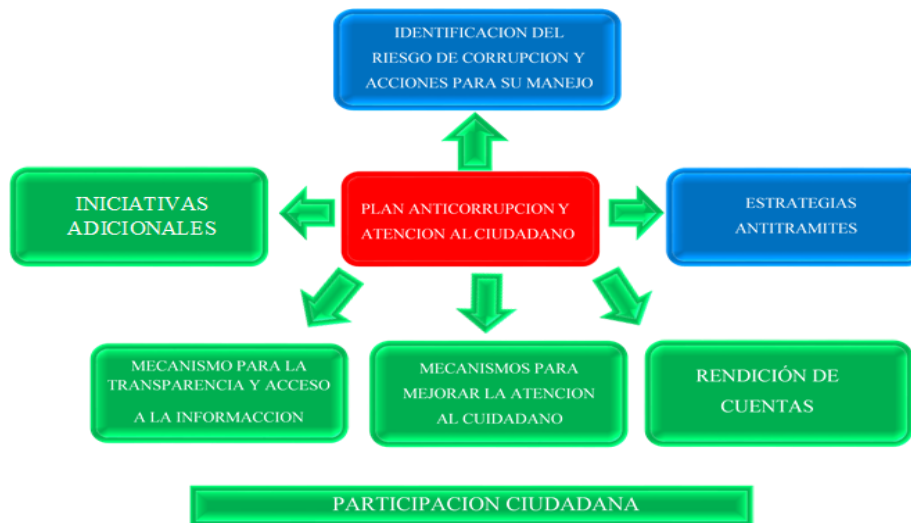 IDENTIFICACION DEL
RIESGO DE CORRUPCION Y
ACCIONES PARA SU MANEJO
INICIATIVAS
ADICIONALES
PLAN ANTICORRUPCION Y
ATENCION AL CIUDADANO
ESTRATEGIAS
ANTITRAMITES
MECANISMO PARA LA
TRANSPARENCIA Y ACCESO
A LA INFORMACCION
MECANISMOS PARA
MEJORAR LA ATENCION
AL CUIDADANO
RENDICIÓN DE
CUENTAS
PARTICIPACION CIUDADANA